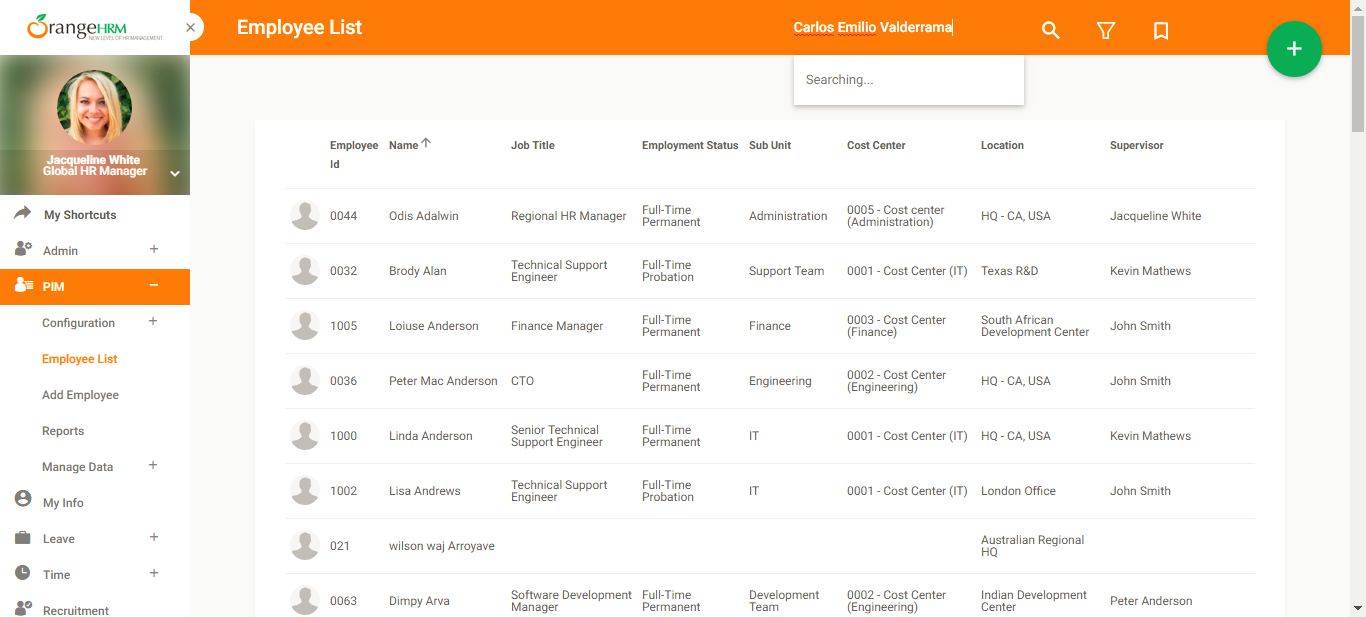 OrangeHRM
NEW LEVEL OF HR MANAGEMENT
Employee List
Carlos Emilio Valderrama
Searching...
Jacqueline White
Global HR Manager
My Shortcuts
Admin
PIM
Configuration
Employee List
Add Employee
Reports
Manage Data
My Info
Leave
Time
Recruitment
Employee Id Name Job Title Employment Status Sub Unit Cost Center Location Supervisor
0044 Odis Adalwin Regional HR Manager Full-Time Permanent Administration 0005 - Cost center (Administration) HQ - CA, USA Jacqueline White
0032 Brody Alan Technical Support Engineer Full-Time Probation Support Team 0001 - Cost Center (IT) Texas R&D Kevin Mathews
1005 Loiuse Anderson Finance Manager Full-Time Permanent Finance 0003 - Cost Center (Finance) South African Development Center John Smith
0036 Peter Mac Anderson CTO Full-Time Permanent Engineering 0002 - Cost Center (Engineering) HQ - CA, USA John Smith
1000 Linda Anderson Senior Technical Support Engineer Full-Time Permanent IT 0001 - Cost Center (IT) HQ - CA, USA Kevin Mathews
1002 Lisa Andrews Technical Support Engineer Full-Time Probation IT 0001 - Cost Center (IT) London Office John Smith
021 wilson waj Arroyave Australian Regional HQ
0063 Dimpy Arva Software Development Manager Full-Time Permanent Development Team 0002 - Cost Center (Engineering) Indian Development Center Peter Anderson